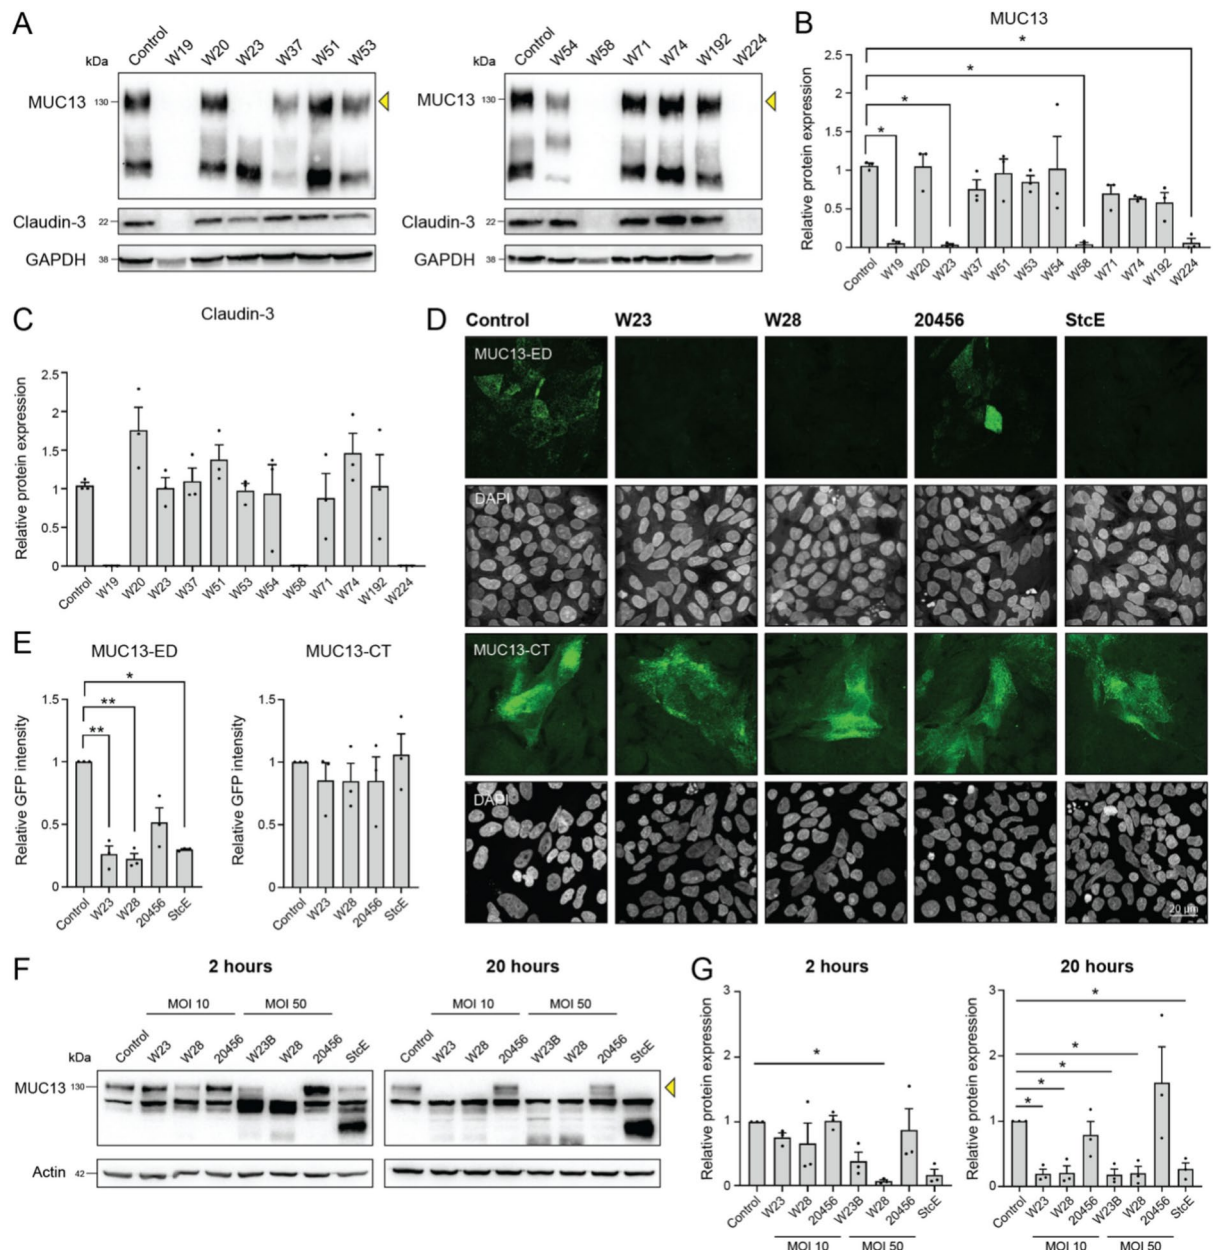 A
kDa
Control W19 W20 W23 W37 W51 W53
MUC13 130
Claudin-3 22
GAPDH 38
kDa
Control W54 W58 W71 W74 W192 W224
MUC13 130
Claudin-3 22
GAPDH 38
B
MUC13
Relative protein expression
2.5
2
1.5
1
0.5
0
* * * *
Control W19 W20 W23 W37 W51 W53 W54 W58 W71 W74 W192 W224
C
Claudin-3
Relative protein expression
2.5
2
1.5
1
0.5
0
Control W19 W20 W23 W37 W51 W53 W54 W58 W71 W74 W192 W224
D
Control W23 W28 20456 StcE
MUC13-ED
DAPI
MUC13-CT
DAPI
20 µm
E
MUC13-ED
Relative GFP intensity
1.5
1
0.5
0
** ** *
Control W23 W28 20456 StcE
MUC13-CT
Relative GFP intensity
1.5
1
0.5
0
Control W23 W28 20456 StcE
F
2 hours
MOI 10 MOI 50
kDa
Control W23 W28 20456 W23B W28 20456 StcE
MUC13 130
Actin 42
20 hours
MOI 10 MOI 50
Control W23 W28 20456 W23B W28 20456 StcE
G
2 hours
Relative protein expression
3
2
1
0
*
Control W23 W28 20456 W23B W28 20456 StcE
MOI 10 MOI 50
20 hours
Relative protein expression
3
2
1
0
* * * * *
Control W23 W28 20456 W23B W28 20456 StcE
MOI 10 MOI 50